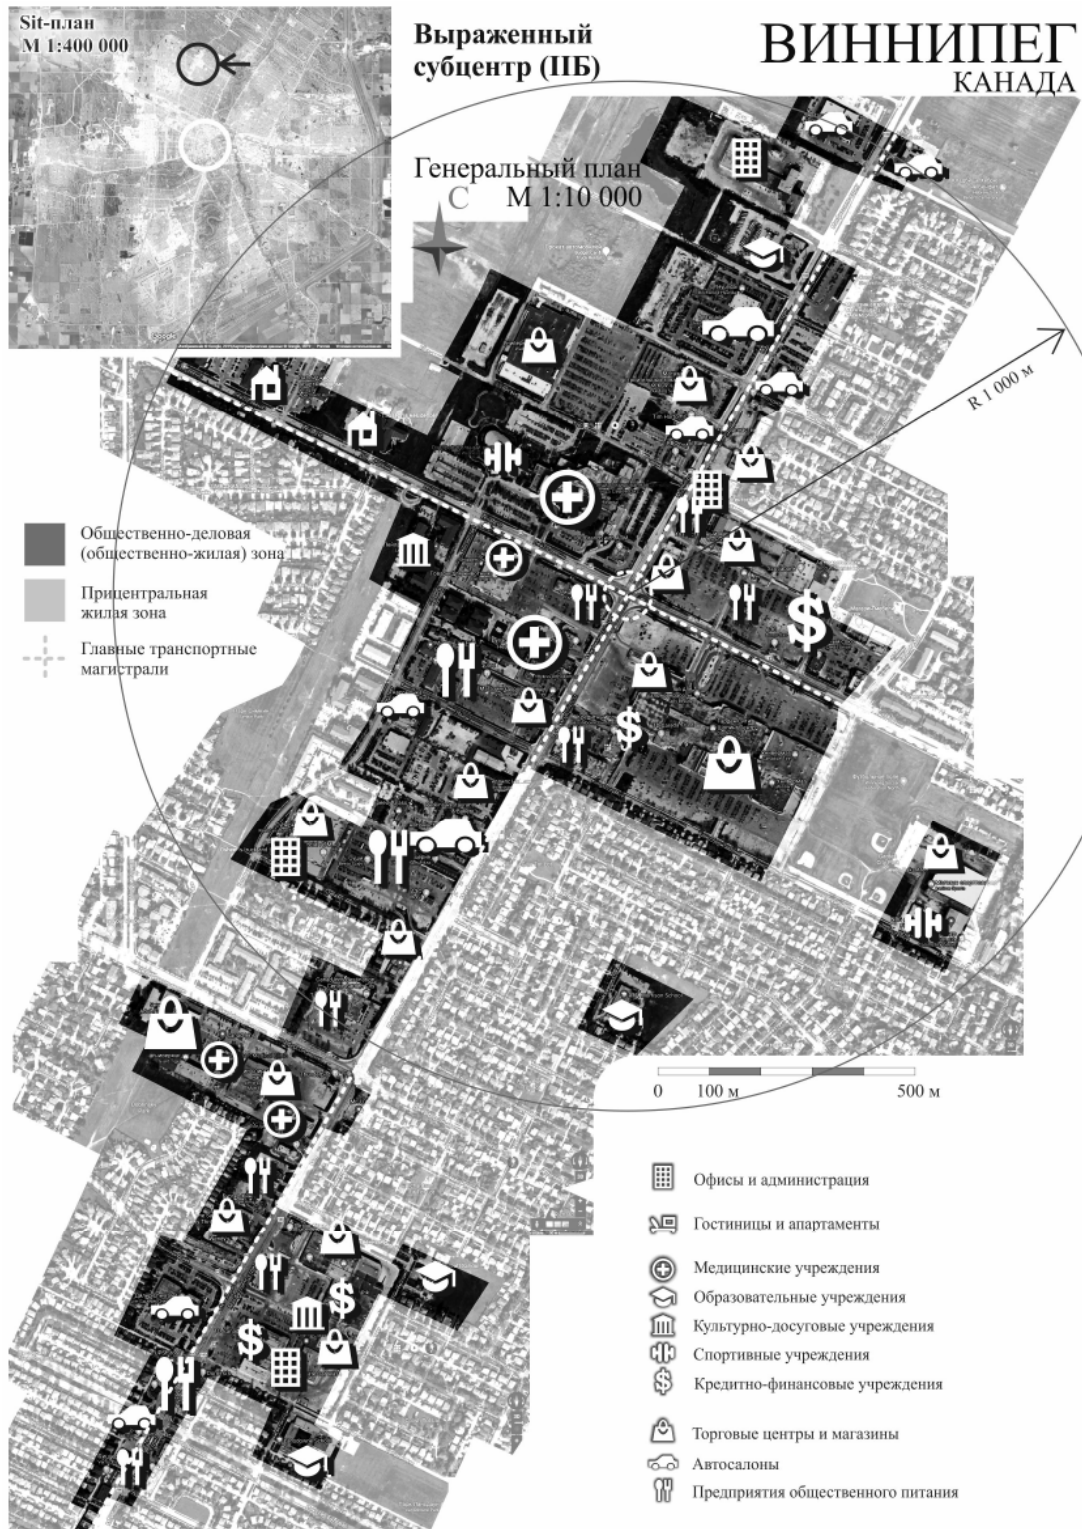 Sit-план
М 1:400 000
Выраженный
субцентр (IIБ)
ВИННИПЕГ
КАНАДА
Генеральный план
М 1:10 000
С
R 1 000 м
Общественно-деловая
(общественно-жилая) зона
Прицентральная
жилая зона
Главные транспортные
магистрали
0 100 м 500 м
Офисы и администрация
Гостиницы и апартаменты
Медицинские учреждения
Образовательные учреждения
Культурно-досуговые учреждения
Спортивные учреждения
Кредитно-финансовые учреждения
Торговые центры и магазины
Автосалоны
Предприятия общественного питания